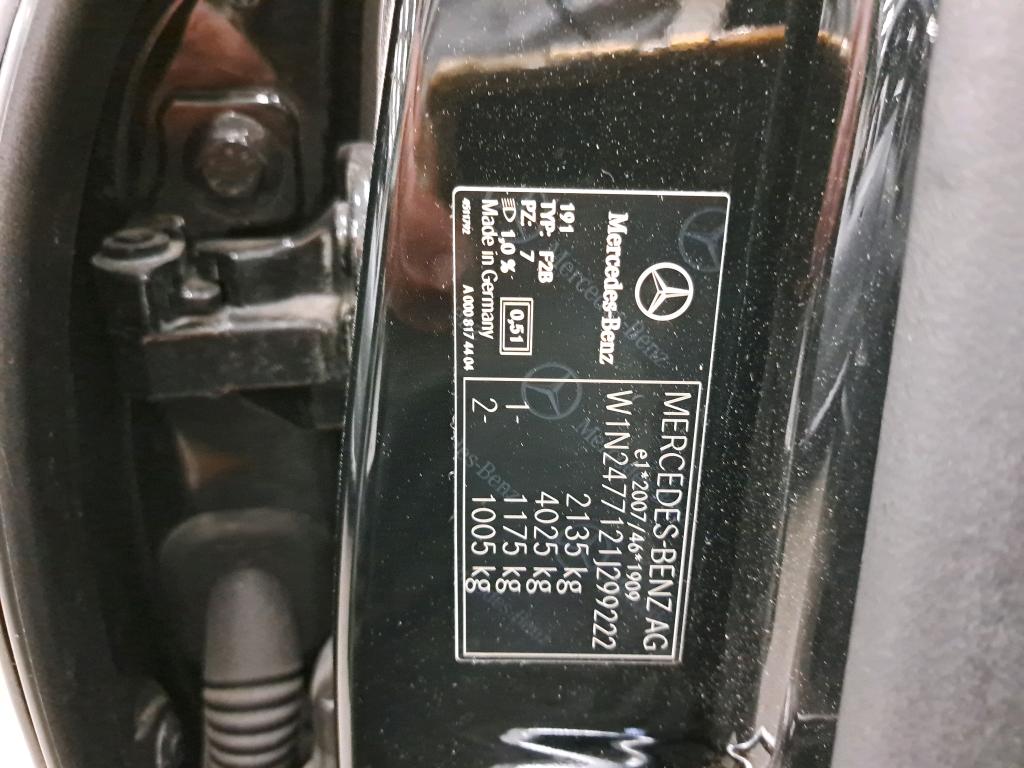 Mercedes-Benz
191
TYP: F2B
PZ: 7
1,0 %
0,51
Made in Germany
A 000 817 44 04
MERCEDES-BENZ AG
e1*2007/46*1909
W1N2477121J299222
2135 kg
4025 kg
1- 1175 kg
2- 1005 kg